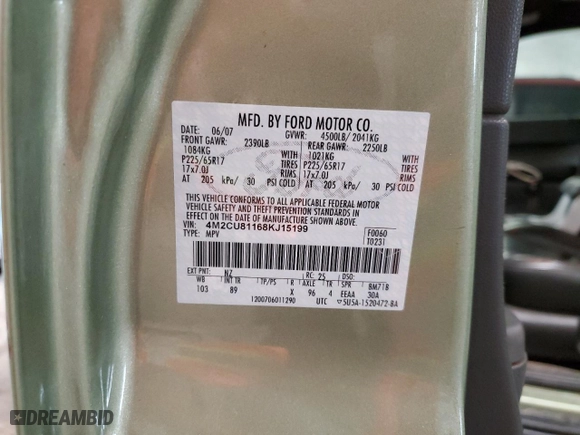 MFD. BY FORD MOTOR CO.
DATE: 06/07 GVWR: 4500LB/ 2041KG
FRONT GAWR: 2390LB REAR GAWR: 2250LB
1084KG WITH 1021KG WITH
P225/65R17 TIRES P225/65R17 TIRES
17x7.0J RIMS 17x7.0J RIMS
AT 205 kPa/ 30 PSI COLD AT 205 kPa/ 30 PSI COLD
THIS VEHICLE CONFORMS TO ALL APPLICABLE FEDERAL MOTOR
VEHICLE SAFETY AND THEFT PREVENTION STANDARDS IN
EFFECT ON THE DATE OF MANUFACTURE SHOWN ABOVE.
VIN: 4M2CU81168KJ15199 F0060
TYPE: MPV T0231
EXT PNT: NZ RC: 25 DSO:
WB INT TR TP/PS R AXLE TR SPR BM71B
103 89 X 96 4 EEAA 30A
1200706011290 UTC ▽5U5A-1520472-BA
DREAMBID